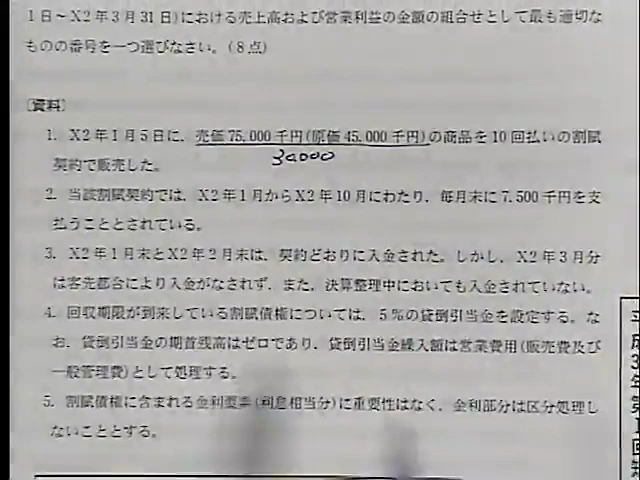 1日～X2年3月31日)における売上高および営業利益の金額の組合せとして最も適切な
ものの番号を一つ選びなさい。(8点)
[資料]
1. X2年1月5日に、売価75,000千円(原価45,000千円)の商品を10回払いの割賦
30000
契約で販売した。
2. 当該割賦契約では、X2年1月からX2年10月にわたり、毎月末に7,500千円を支
払うこととされている。
3. X2年1月末とX2年2月末は、契約どおりに入金された。しかし、X2年3月分
は客先都合により入金がなされず、また、決算整理中においても入金されていない。
4. 回収期限が到来している割賦債権については、5%の貸倒引当金を設定する。な
お、貸倒引当金の期首残高はゼロであり、貸倒引当金繰入額は営業費用(販売費及び
一般管理費)として処理する。
5. 割賦債権に含まれる金利要素(利息相当分)に重要性はなく、金利部分は区分処理し
ないこととする。
平成3年第1回